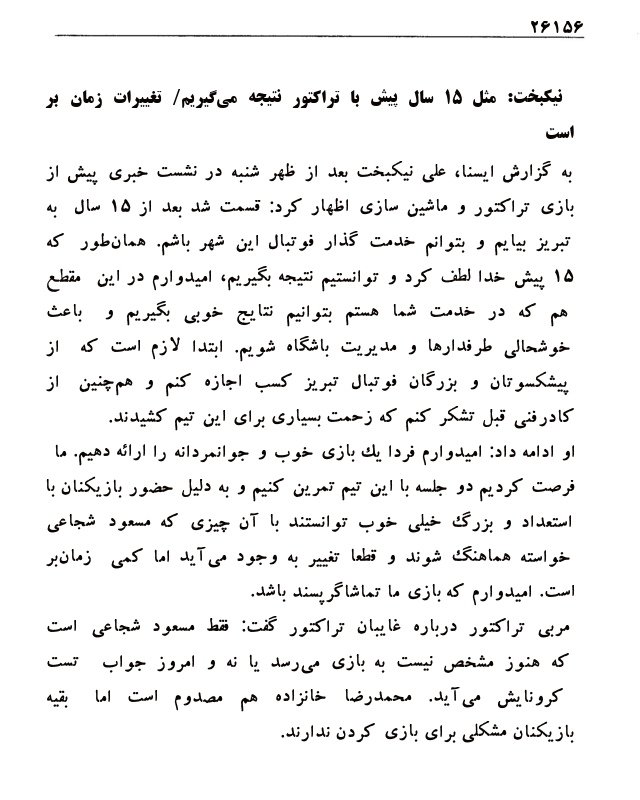 ۲۶۱۵۶
نیکبخت: مثل ۱۵ سال پیش با تراکتور نتیجه می‌گیریم/ تغییرات زمان بر
است
به گزارش ایسنا، علی نیکبخت بعد از ظهر شنبه در نشست خبری پیش از
بازی تراکتور و ماشین سازی اظهار کرد: قسمت شد بعد از ۱۵ سال به
تبریز بیایم و بتوانم خدمت گذار فوتبال این شهر باشم. همان‌طور که
۱۵ پیش خدا لطف کرد و توانستیم نتیجه بگیریم، امیدوارم در این مقطع
هم که در خدمت شما هستم بتوانیم نتایج خوبی بگیریم و باعث
خوشحالی طرفدارها و مدیریت باشگاه شویم. ابتدا لازم است که از
پیشکسوتان و بزرگان فوتبال تبریز کسب اجازه کنم و هم‌چنین از
کادرفنی قبل تشکر کنم که زحمت بسیاری برای این تیم کشیدند.
او ادامه داد: امیدوارم فردا یك بازی خوب و جوانمردانه را ارائه دهیم. ما
فرصت کردیم دو جلسه با این تیم تمرین کنیم و به دلیل حضور بازیکنان با
استعداد و بزرگ خیلی خوب توانستند با آن چیزی که مسعود شجاعی
خواسته هماهنگ شوند و قطعا تغییر به وجود می‌آید اما کمی زمان‌بر
است. امیدوارم که بازی ما تماشاگرپسند باشد.
مربی تراکتور درباره غایبان تراکتور گفت: فقط مسعود شجاعی است
که هنوز مشخص نیست به بازی می‌رسد یا نه و امروز جواب تست
کرونایش می‌آید. محمدرضا خانزاده هم مصدوم است اما بقیه
بازیکنان مشکلی برای بازی کردن ندارند.